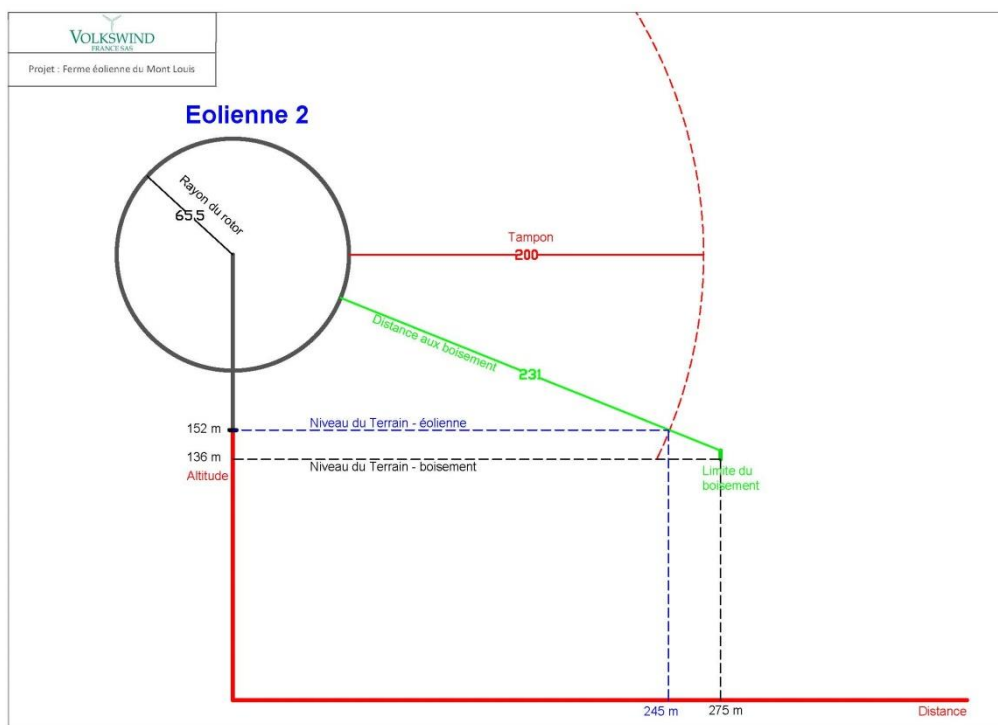 VOLKSWIND
FRANCE SAS
Projet : Ferme éolienne du Mont Louis
Eolienne 2
Rayon du rotor
65.5
Tampon
200
Distance aux boisement
231
152 m
Niveau du Terrain - éolienne
136 m
Niveau du Terrain - boisement
Altitude
Limite du
boisement
245 m
275 m
Distance